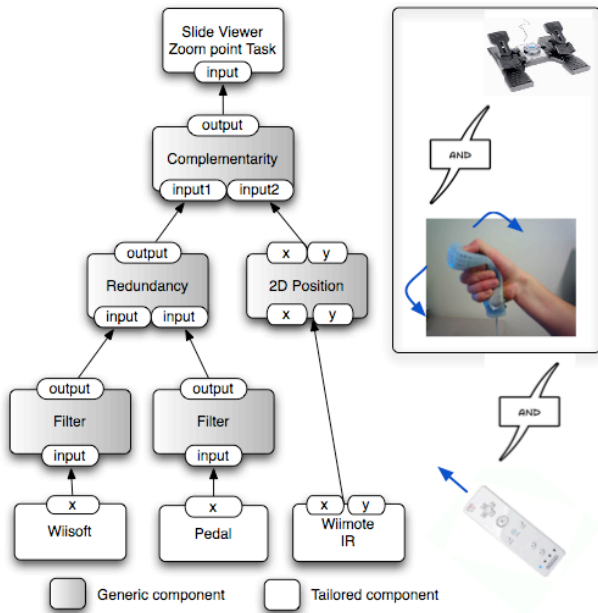 Slide Viewer
Zoom point Task
input
output
Complementarity
input1 input2
output
x y
Redundancy
2D Position
input input
x y
output
output
Filter
Filter
input
input
x
x
x y
Wiisoft
Pedal
Wiimote
IR
Generic component
Tailored component
AND
AND